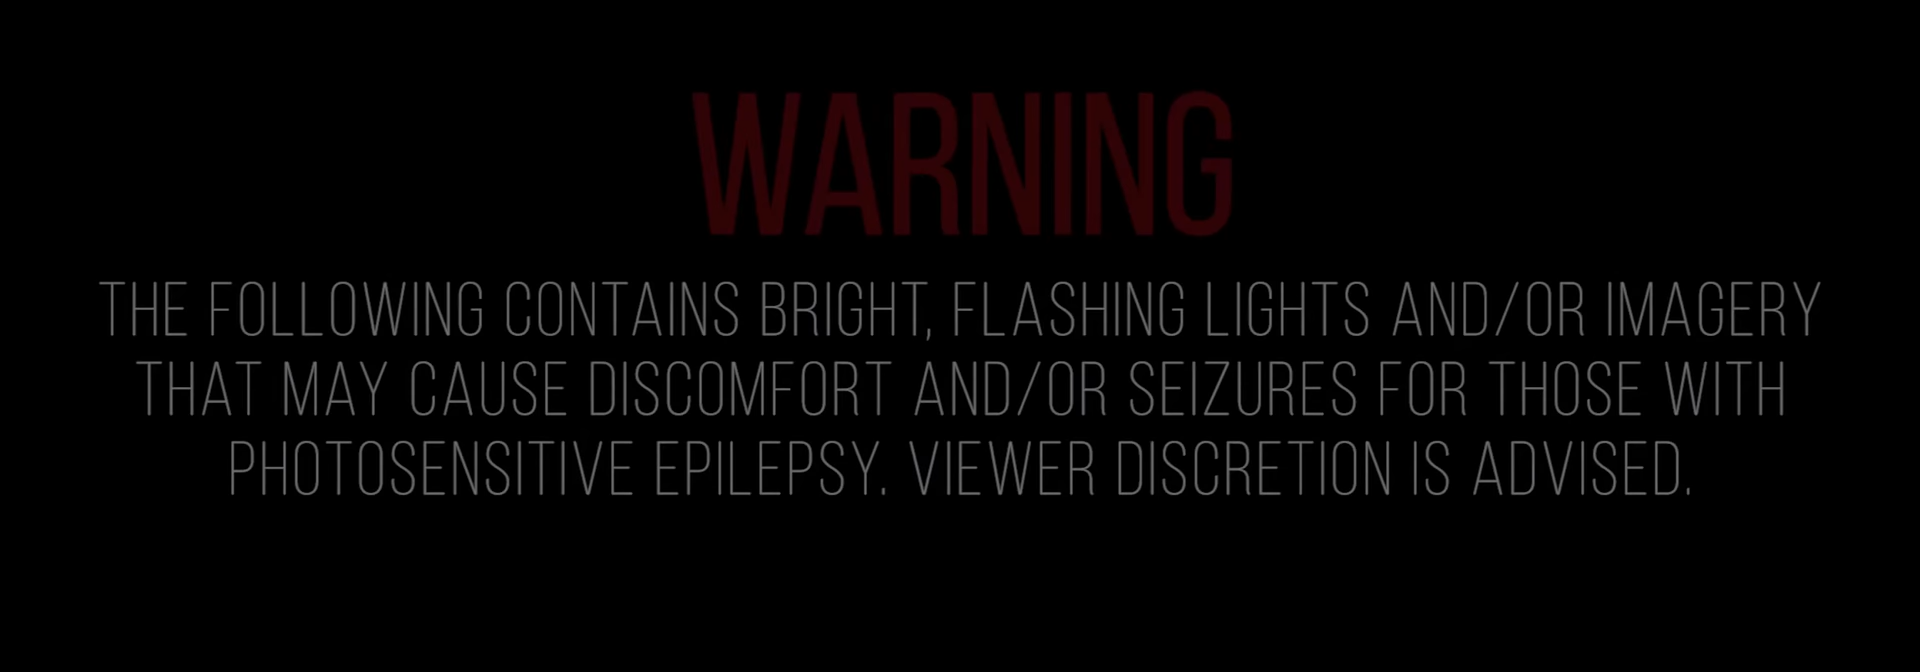 WARNING
THE FOLLOWING CONTAINS BRIGHT, FLASHING LIGHTS AND/OR IMAGERY
THAT MAY CAUSE DISCOMFORT AND/OR SEIZURES FOR THOSE WITH
PHOTOSENSITIVE EPILEPSY. VIEWER DISCRETION IS ADVISED.